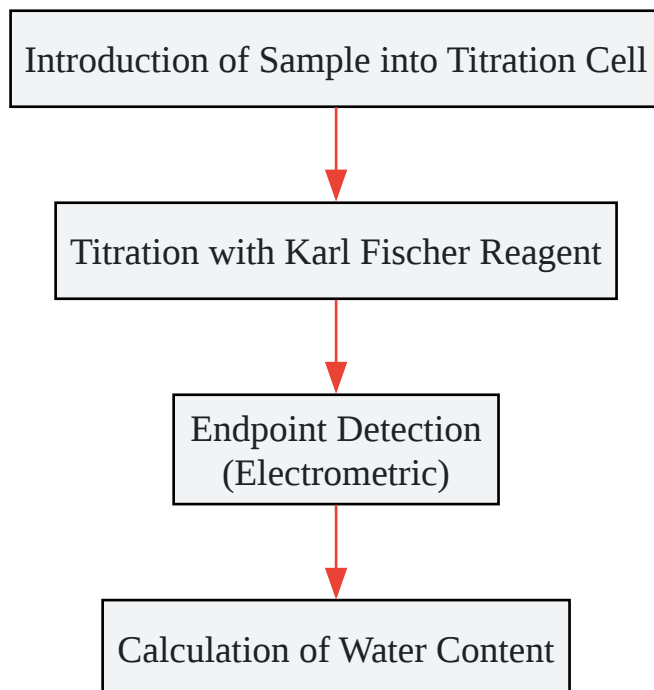 Introduction of Sample into Titration Cell
Titration with Karl Fischer Reagent
Endpoint Detection
(Electrometric)
Calculation of Water Content